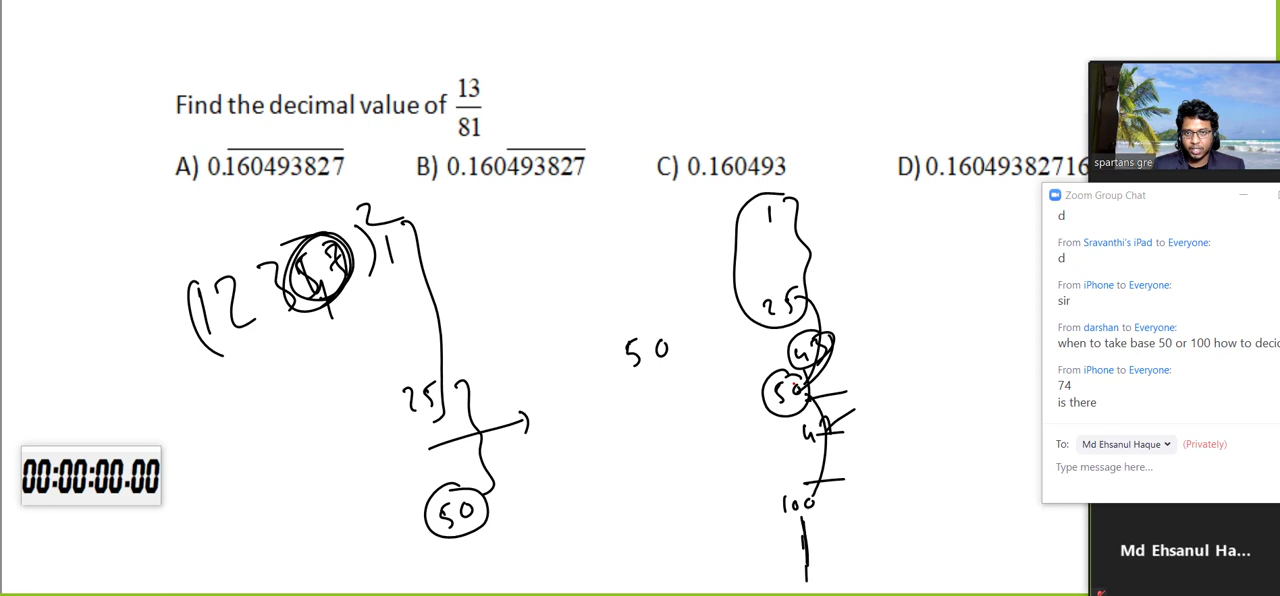 Find the decimal value of 13/81
A) 0.160493827 B) 0.160493827 C) 0.160493 D) 0.16049382716
spartans gre
Zoom Group Chat
d
From Sravanthi's iPad to Everyone:
d
From iPhone to Everyone:
sir
From darshan to Everyone:
when to take base 50 or 100 how to deci
From iPhone to Everyone:
74
is there
To: Md Ehsanul Haque (Privately)
Type message here...
Md Ehsanul Ha...
00:00:00.00
1
25
50
50
100
25
50